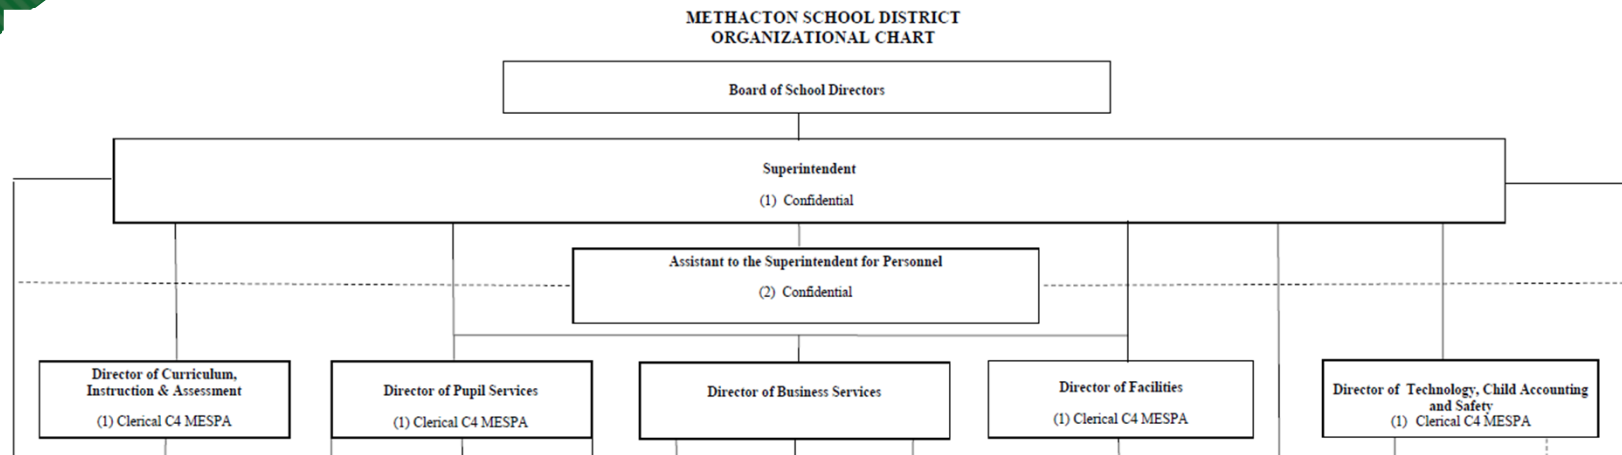 METHACTON SCHOOL DISTRICT
ORGANIZATIONAL CHART
Board of School Directors
Superintendent
(1) Confidential
Assistant to the Superintendent for Personnel
(2) Confidential
Director of Curriculum,
Instruction & Assessment
(1) Clerical C4 MESPA
Director of Pupil Services
(1) Clerical C4 MESPA
Director of Business Services
Director of Facilities
(1) Clerical C4 MESPA
Director of Technology, Child Accounting
and Safety
(1) Clerical C4 MESPA